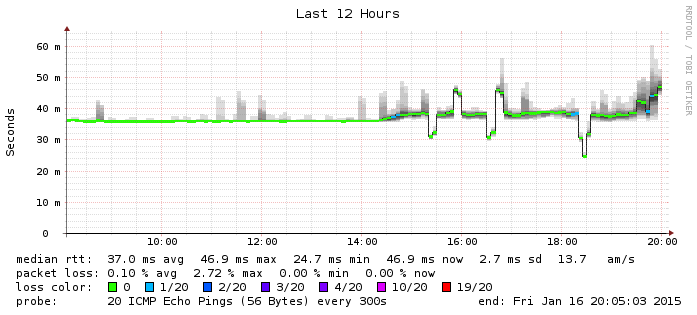 Last 12 Hours
RRDTOOL / TOBI OETIKER
Seconds
60 m
50 m
40 m
30 m
20 m
10 m
0
10:00 12:00 14:00 16:00 18:00 20:00
median rtt: 37.0 ms avg 46.9 ms max 24.7 ms min 46.9 ms now 2.7 ms sd 13.7 am/s
packet loss: 0.10 % avg 2.72 % max 0.00 % min 0.00 % now
loss color: 0 1/20 2/20 3/20 4/20 10/20 19/20
probe: 20 ICMP Echo Pings (56 Bytes) every 300s end: Fri Jan 16 20:05:03 2015